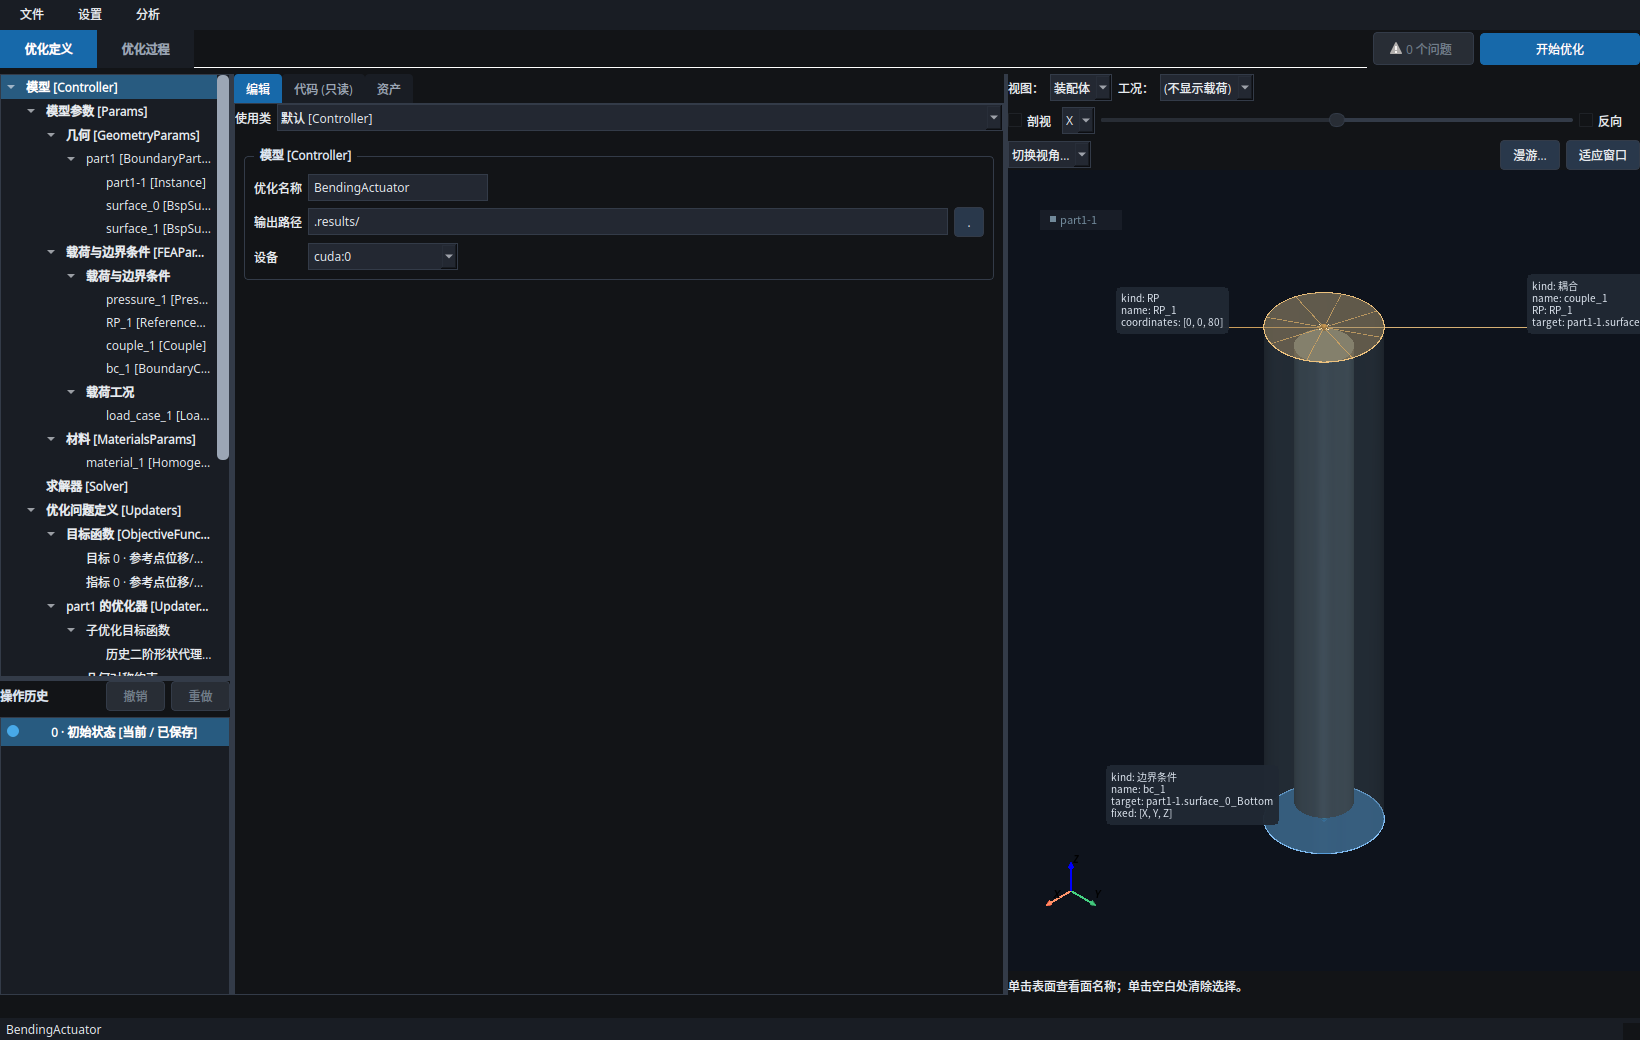 文件 设置 分析
优化定义 优化过程 0 个问题 开始优化
模型 [Controller]
模型参数 [Params]
几何 [GeometryParams]
part1 [BoundaryPart...
part1-1 [Instance]
surface_0 [BspSu...
surface_1 [BspSu...
载荷与边界条件 [FEAPar...
载荷与边界条件
pressure_1 [Pres...
RP_1 [Reference...
couple_1 [Couple]
bc_1 [BoundaryC...
载荷工况
load_case_1 [Loa...
材料 [MaterialsParams]
material_1 [Homoge...
求解器 [Solver]
优化问题定义 [Updaters]
目标函数 [ObjectiveFunc...
目标 0 · 参考点位移/...
指标 0 · 参考点位移/...
part1 的优化器 [Updater...
子优化目标函数
历史二阶形状代理...
操作历史 撤销 重做
0 · 初始状态 [当前 / 已保存]
编辑 代码 (只读) 资产
使用类 默认 [Controller]
模型 [Controller]
优化名称 BendingActuator
输出路径 .results/ .
设备 cuda:0
视图： 装配体 工况： (不显示载荷)
剖视 X 反向
切换视角... 漫游... 适应窗口
part1-1
kind: RP
name: RP_1
coordinates: [0, 0, 80]
kind: 耦合
name: couple_1
RP: RP_1
target: part1-1.surface
kind: 边界条件
name: bc_1
target: part1-1.surface_0_Bottom
fixed: [X, Y, Z]
Z
单击表面查看面名称；单击空白处清除选择。
BendingActuator